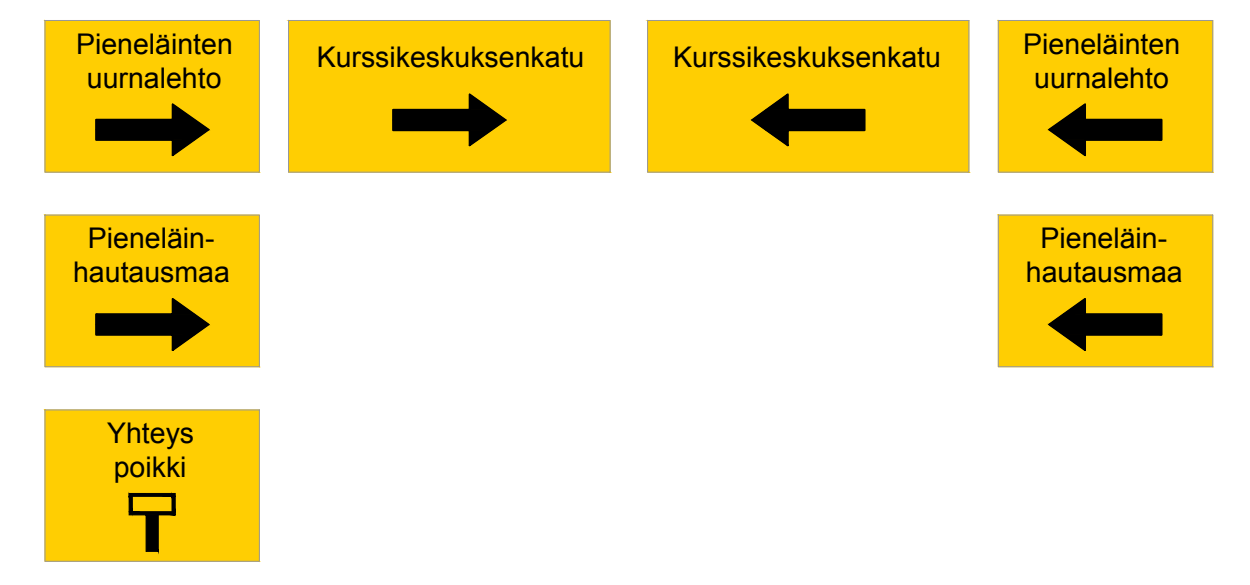 Pieneläinten
uurnalehto
Kurssikeskuksenkatu
Kurssikeskuksenkatu
Pieneläinten
uurnalehto
Pieneläin-
hautausmaa
Pieneläin-
hautausmaa
Yhteys
poikki